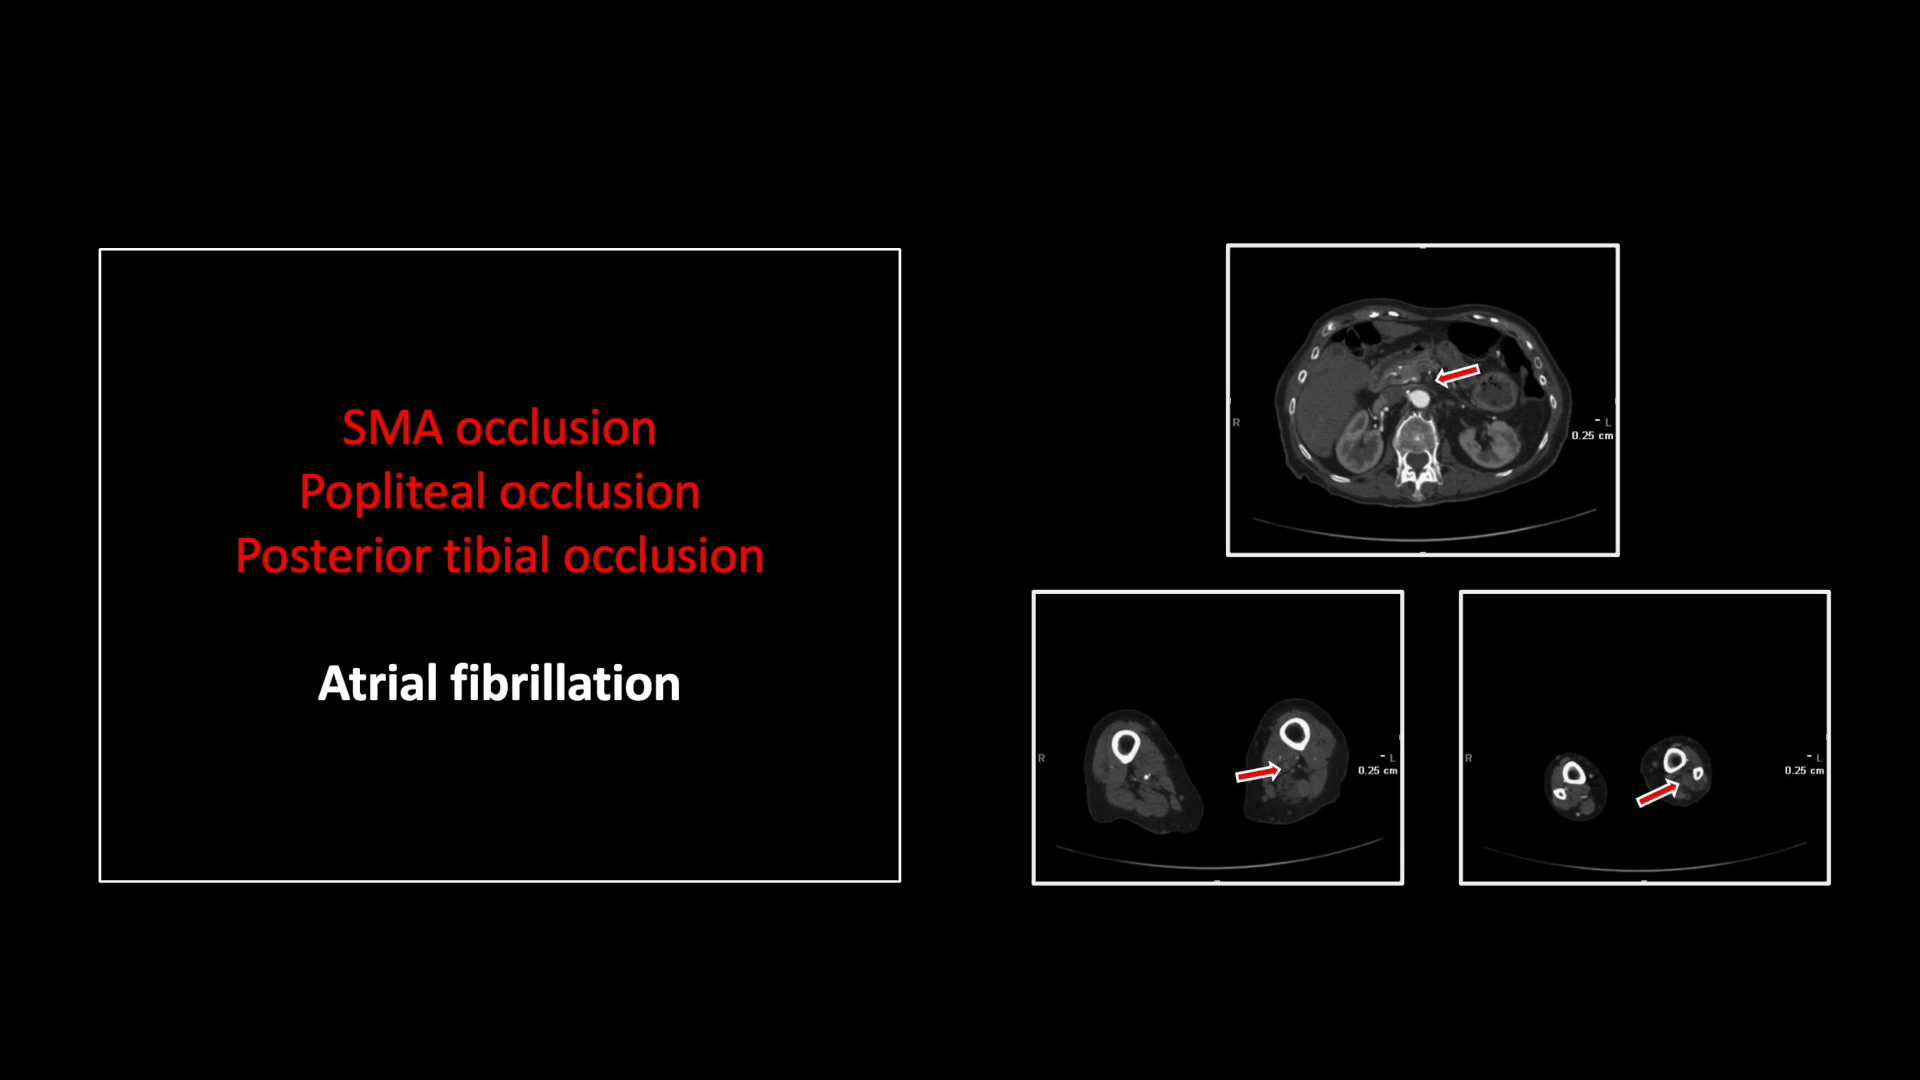 SMA occlusion
Popliteal occlusion
Posterior tibial occlusion
Atrial fibrillation
R
L
0.25 cm
R
L
0.25 cm
R
L
0.25 cm